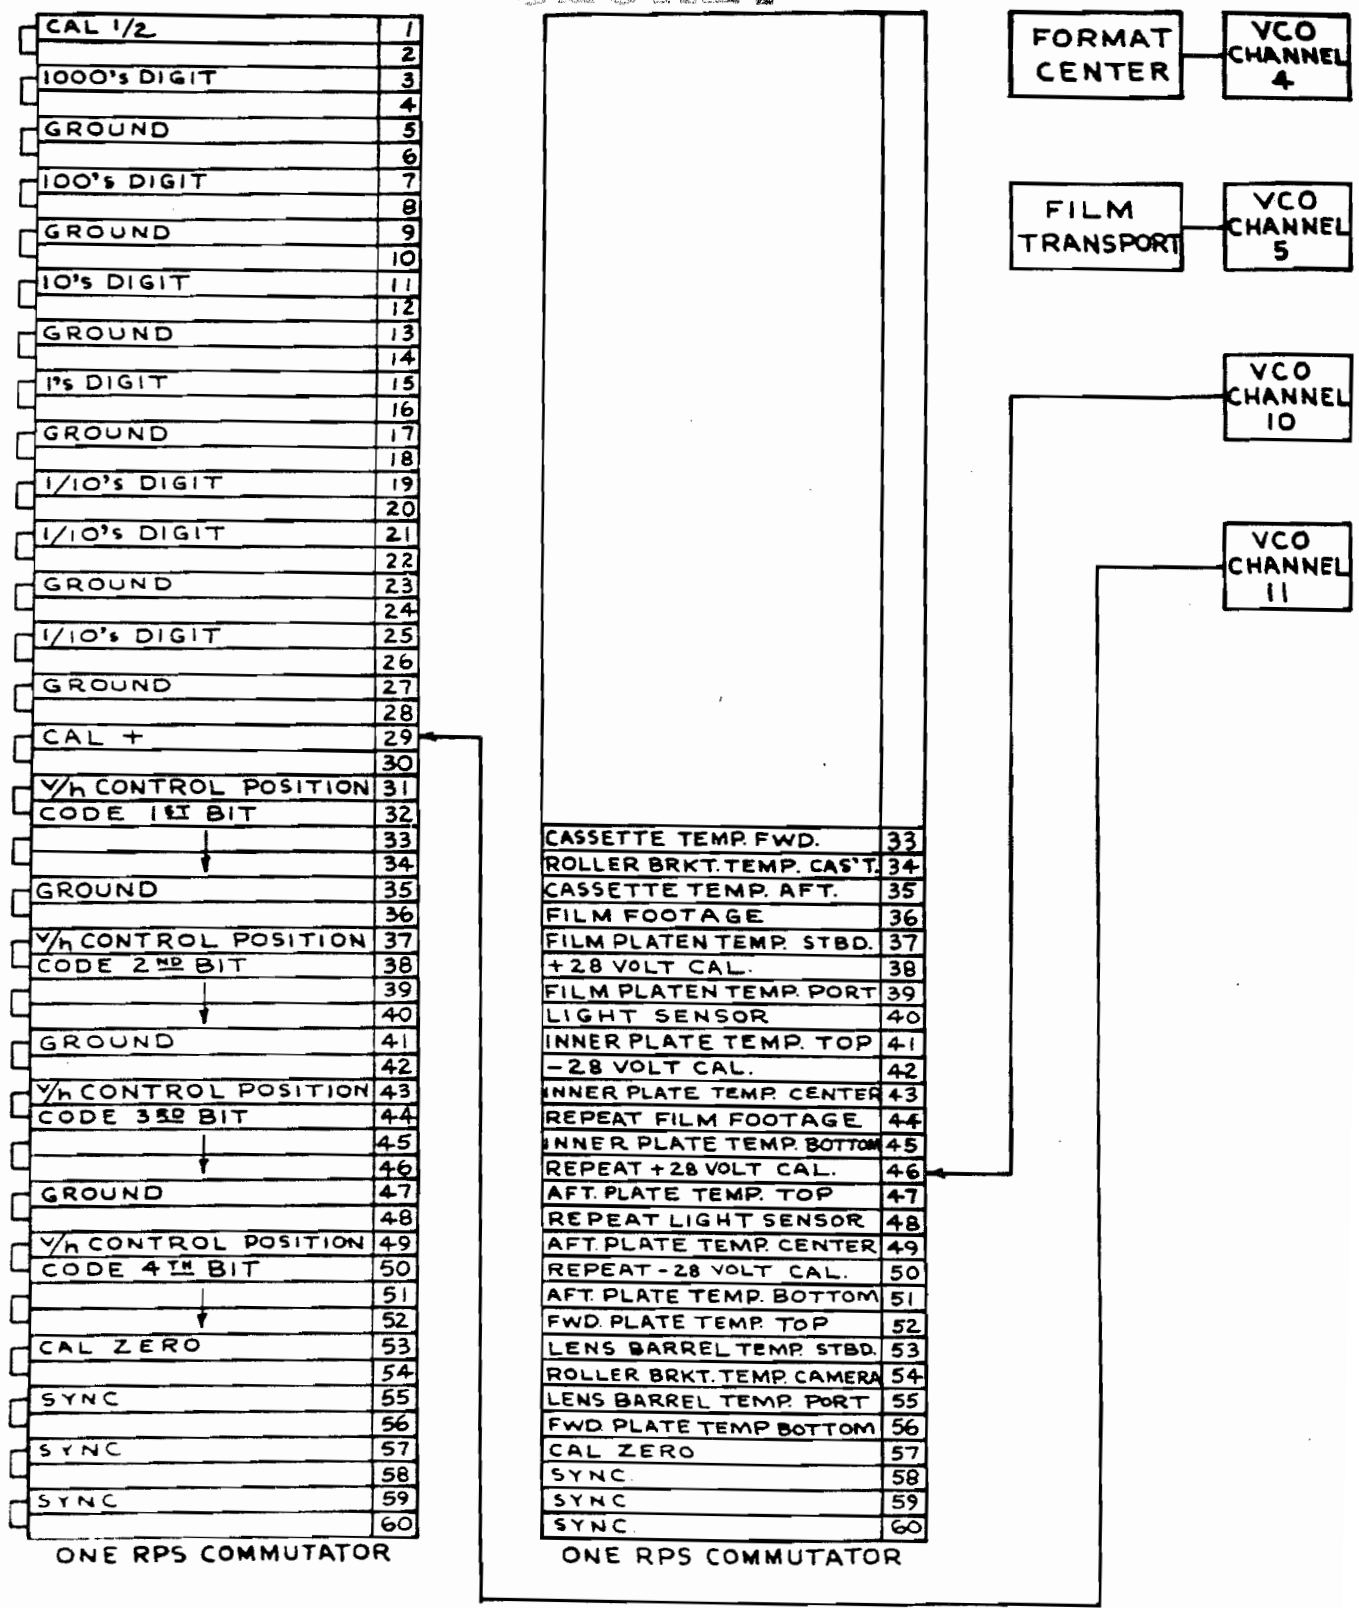 CAL 1/2 1
2
1000's DIGIT 3
4
GROUND 5
6
100's DIGIT 7
8
GROUND 9
10
10's DIGIT 11
12
GROUND 13
14
1's DIGIT 15
16
GROUND 17
18
1/10's DIGIT 19
20
1/10's DIGIT 21
22
GROUND 23
24
1/10's DIGIT 25
26
GROUND 27
28
CAL + 29
30
V/h CONTROL POSITION 31
CODE 1ST BIT 32
33
34
GROUND 35
36
V/h CONTROL POSITION 37
CODE 2ND BIT 38
39
40
GROUND 41
42
V/h CONTROL POSITION 43
CODE 3RD BIT 44
45
46
GROUND 47
48
V/h CONTROL POSITION 49
CODE 4TH BIT 50
51
52
CAL ZERO 53
54
SYNC 55
56
SYNC 57
58
SYNC 59
60
ONE RPS COMMUTATOR
CASSETTE TEMP. FWD. 33
ROLLER BRKT. TEMP. CAS'T. 34
CASSETTE TEMP. AFT. 35
FILM FOOTAGE 36
FILM PLATEN TEMP. STBD. 37
+28 VOLT CAL. 38
FILM PLATEN TEMP. PORT 39
LIGHT SENSOR 40
INNER PLATE TEMP. TOP 41
-28 VOLT CAL. 42
INNER PLATE TEMP. CENTER 43
REPEAT FILM FOOTAGE 44
INNER PLATE TEMP. BOTTOM 45
REPEAT +28 VOLT CAL. 46
AFT. PLATE TEMP. TOP 47
REPEAT LIGHT SENSOR 48
AFT. PLATE TEMP. CENTER 49
REPEAT -28 VOLT CAL. 50
AFT. PLATE TEMP. BOTTOM 51
FWD. PLATE TEMP. TOP 52
LENS BARREL TEMP. STBD. 53
ROLLER BRKT. TEMP. CAMERA 54
LENS BARREL TEMP. PORT 55
FWD. PLATE TEMP BOTTOM 56
CAL ZERO 57
SYNC. 58
SYNC 59
SYNC. 60
ONE RPS COMMUTATOR
FORMAT
CENTER
VCO
CHANNEL
4
FILM
TRANSPORT
VCO
CHANNEL
5
VCO
CHANNEL
10
VCO
CHANNEL
11